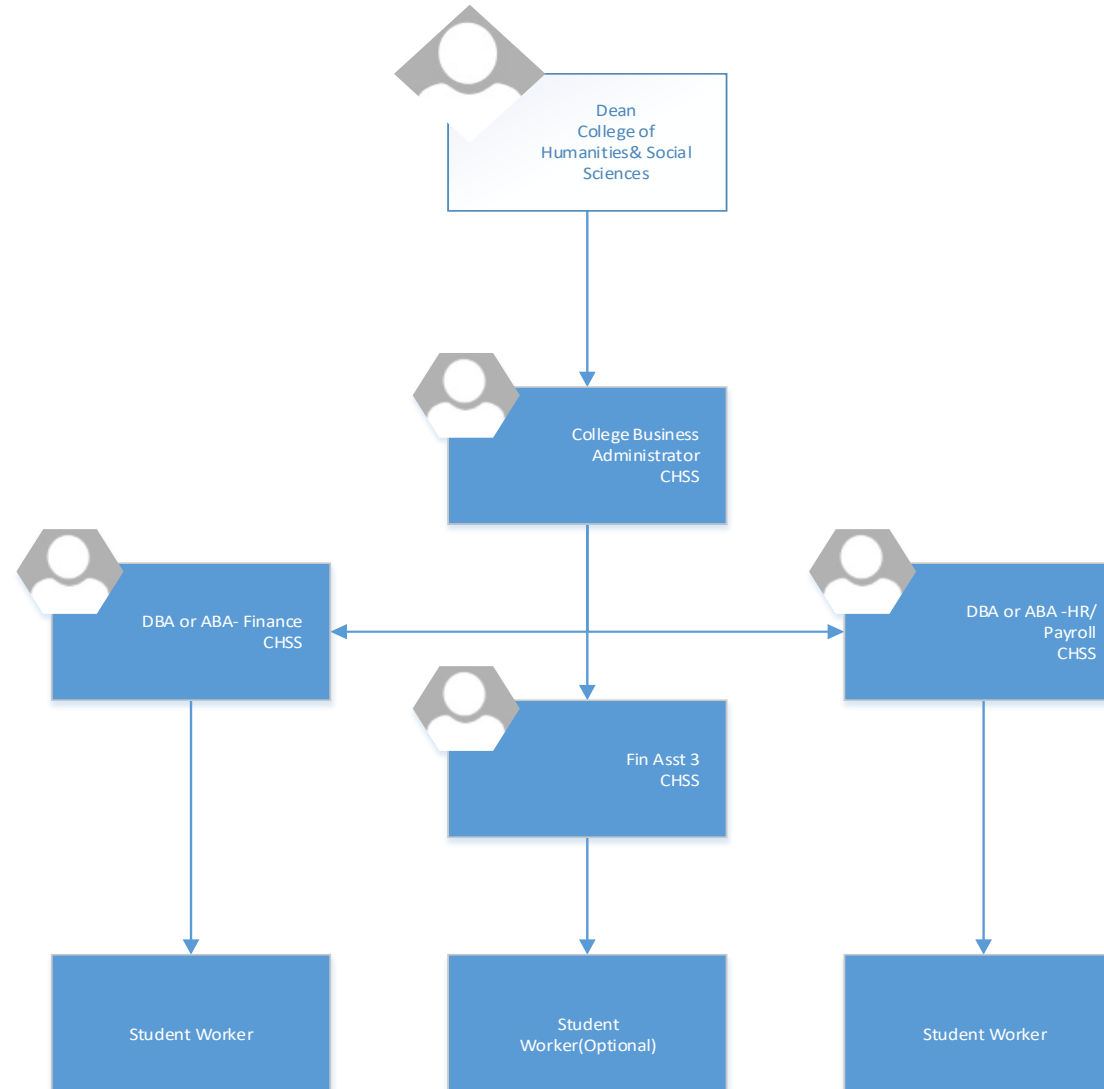 Dean
College of
Humanities& Social
Sciences
College Business
Administrator
CHSS
DBA or ABA- Finance
CHSS
DBA or ABA -HR/
Payroll
CHSS
Fin Asst 3
CHSS
Student Worker
Student
Worker(Optional)
Student Worker